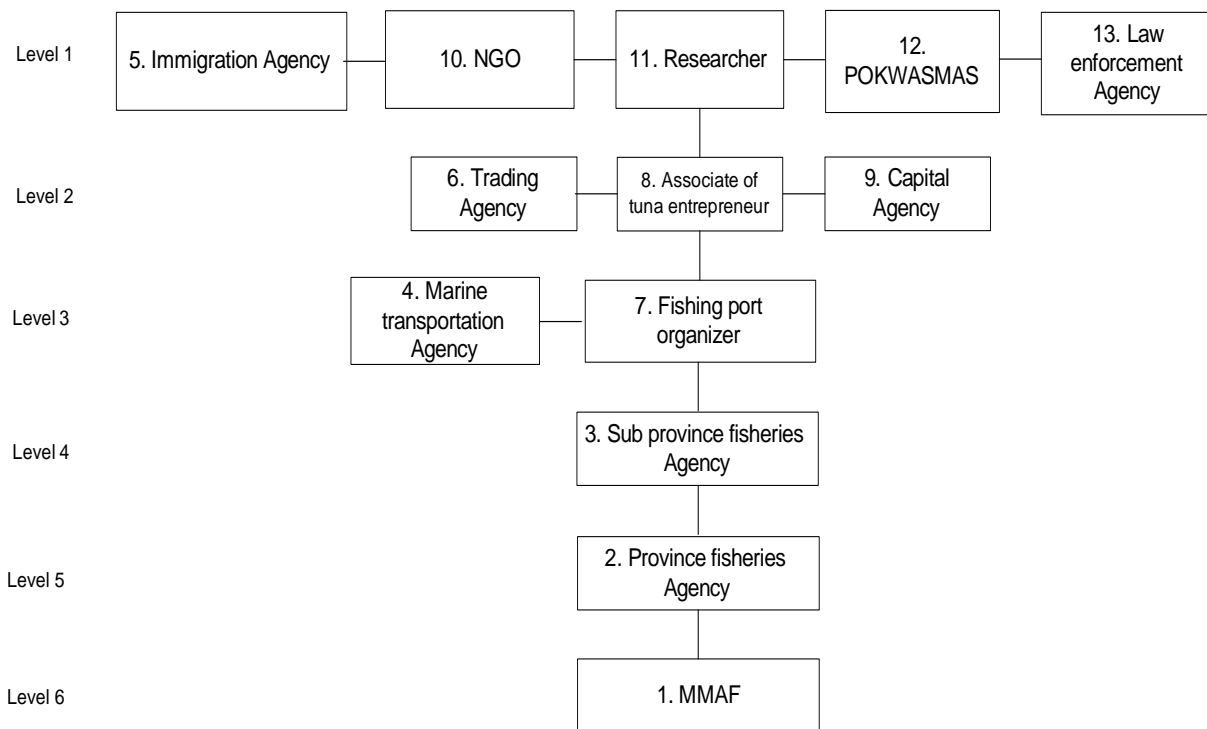 Level 1
5. Immigration Agency
10. NGO
11. Researcher
12.
POKWASMAS
13. Law
enforcement
Agency
Level 2
6. Trading
Agency
8. Associate of
tuna entrepreneur
9. Capital
Agency
Level 3
4. Marine
transportation
Agency
7. Fishing port
organizer
Level 4
3. Sub province fisheries
Agency
Level 5
2. Province fisheries
Agency
Level 6
1. MMAF